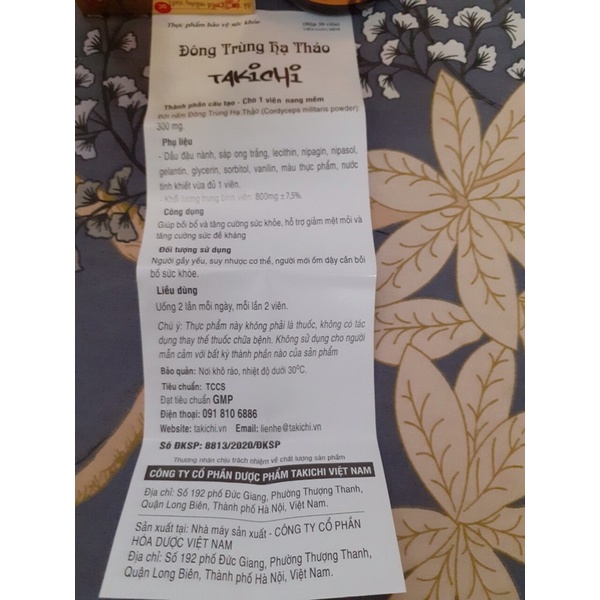 Thực phẩm bảo vệ sức khỏe
Đông Trùng Hạ Thảo
TAKICHI
Thành phần cấu tạo - Cho 1 viên nang mềm
Đông Trùng Hạ Thảo (Cordyceps militaris powder):
300 mg.
Phụ liệu
- Dầu đậu nành, sáp ong trắng, lecithin, nipagin, nipasol,
gelantin, glycerin, sorbitol, vanilin, màu thực phẩm, nước
tinh khiết vừa đủ 1 viên.
- Khối lượng trung bình viên: 800mg ± 7,5%.
Công dụng
Giúp bồi bổ và tăng cường sức khỏe, hỗ trợ giảm mệt mỏi và
tăng cường sức đề kháng
Đối tượng sử dụng
Người gầy yếu, suy nhược cơ thể, người mới ốm dậy cần bồi
bổ sức khỏe.
Liều dùng
Uống 2 lần mỗi ngày, mỗi lần 2 viên.
Chú ý: Thực phẩm này không phải là thuốc, không có tác
dụng thay thế thuốc chữa bệnh. Không sử dụng cho người
mẫn cảm với bất kỳ thành phần nào của sản phẩm
Bảo quản: Nơi khô ráo, nhiệt độ dưới 30°C.
Tiêu chuẩn: TCCS
Đạt tiêu chuẩn GMP
Điện thoại: 091 810 6886
Website: takichi.vn Email: lienhe@takichi.vn
Số ĐKSP: 8813/2020/ĐKSP
Thương nhân chịu trách nhiệm về chất lượng sản phẩm
CÔNG TY CỔ PHẦN DƯỢC PHẨM TAKICHI VIỆT NAM
Địa chỉ: Số 192 phố Đức Giang, Phường Thượng Thanh,
Quận Long Biên, Thành phố Hà Nội, Việt Nam.
Sản xuất tại: Nhà máy sản xuất - CÔNG TY CỔ PHẦN
HÓA DƯỢC VIỆT NAM
Địa chỉ: Số 192 phố Đức Giang, Phường Thượng Thanh,
Quận Long Biên, Thành phố Hà Nội, Việt Nam.